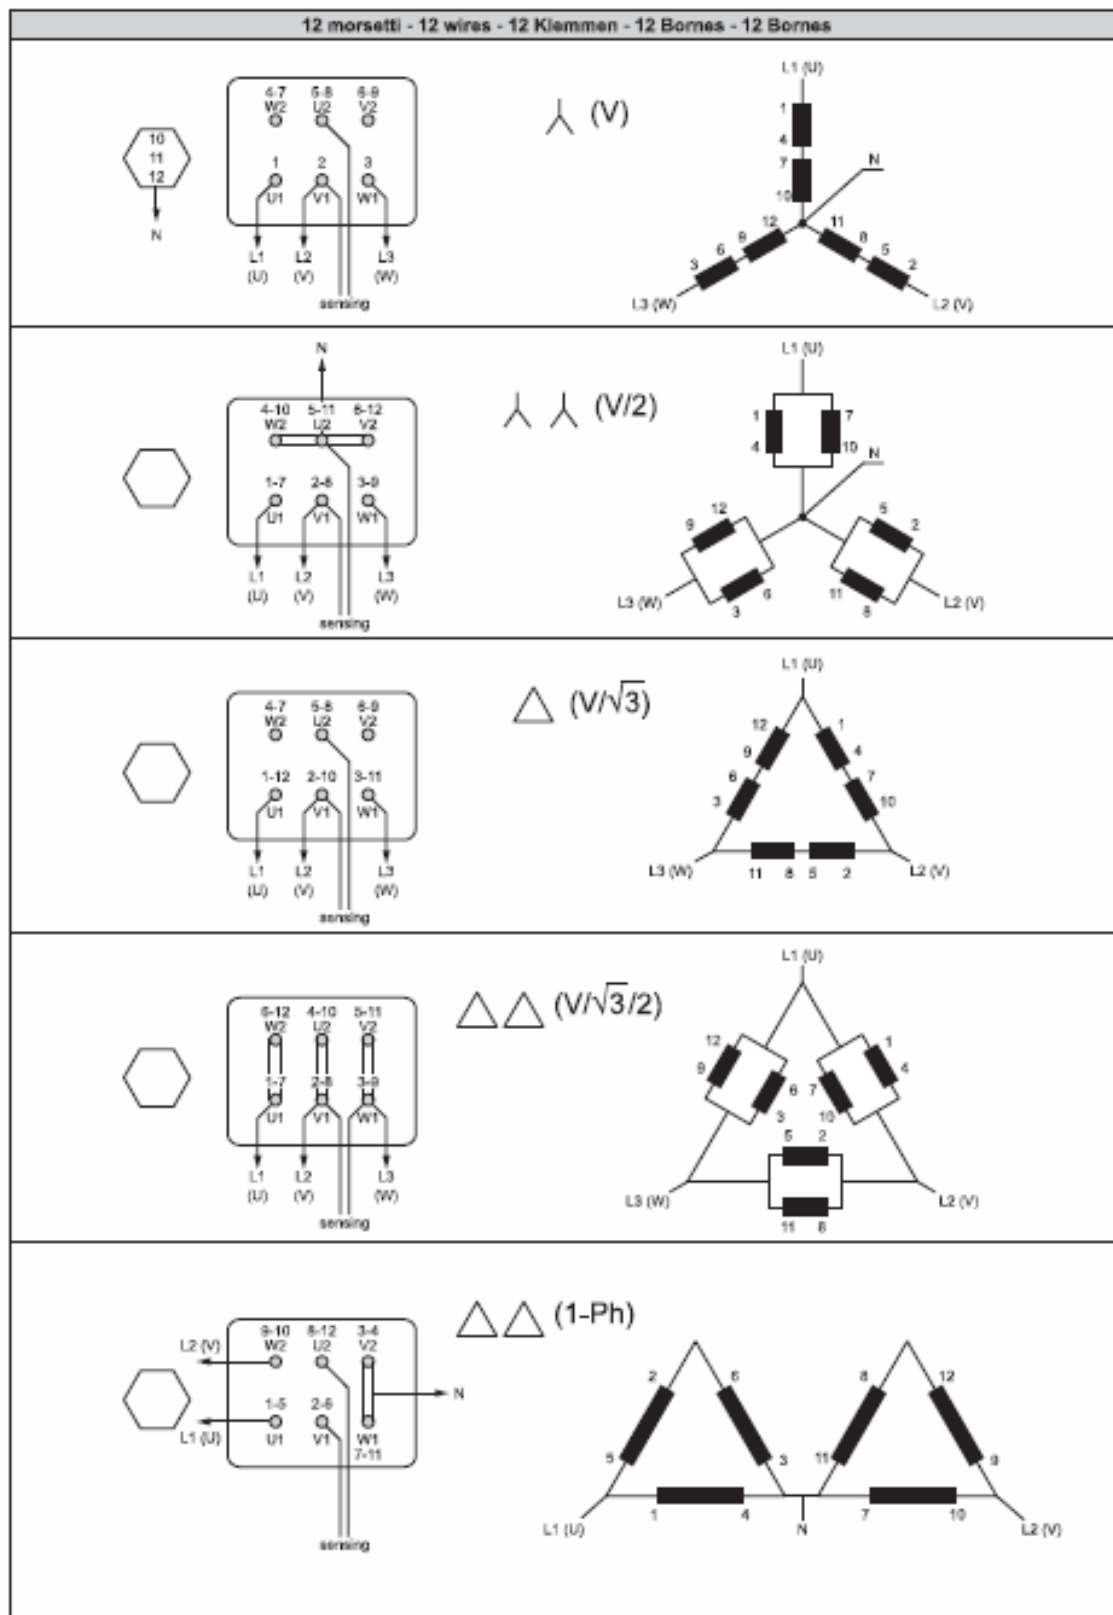 12 morsetti - 12 wires - 12 Klemmen - 12 Bornes - 12 Bornes
4-7 5-8 6-9
W2 U2 V2
10
11
12
N
1 2 3
U1 V1 W1
L1 L2 L3
(U) (V) (W)
sensing
(V)
L1 (U)
1
4
7
10
N
12 11
9 8
6 5
3 2
L3 (W) L2 (V)
N
4-10 5-11 6-12
W2 U2 V2
1-7 2-8 3-9
U1 V1 W1
L1 L2 L3
(U) (V) (W)
sensing
(V/2)
L1 (U)
1 7
4 10
N
12 5
9 2
6 11
3 8
L3 (W) L2 (V)
4-7 5-8 6-9
W2 U2 V2
1-12 2-10 3-11
U1 V1 W1
L1 L2 L3
(U) (V) (W)
sensing
(V/√3)
L1 (U)
12 1
9 4
6 7
3 10
L3 (W) L2 (V)
11 8 5 2
6-12 4-10 5-11
W2 U2 V2
1-7 2-8 3-9
U1 V1 W1
L1 L2 L3
(U) (V) (W)
sensing
(V/√3/2)
L1 (U)
12 1
9 4
6 7
3 10
5 2
L3 (W) L2 (V)
11 8
9-10 8-12 3-4
W2 U2 V2
L2 (V)
N
1-5 2-6
L1 (U)
U1 V1 W1
7-11
sensing
(1-Ph)
2 6 8 12
5 3 11 9
1 4 7 10
L1 (U) N L2 (V)